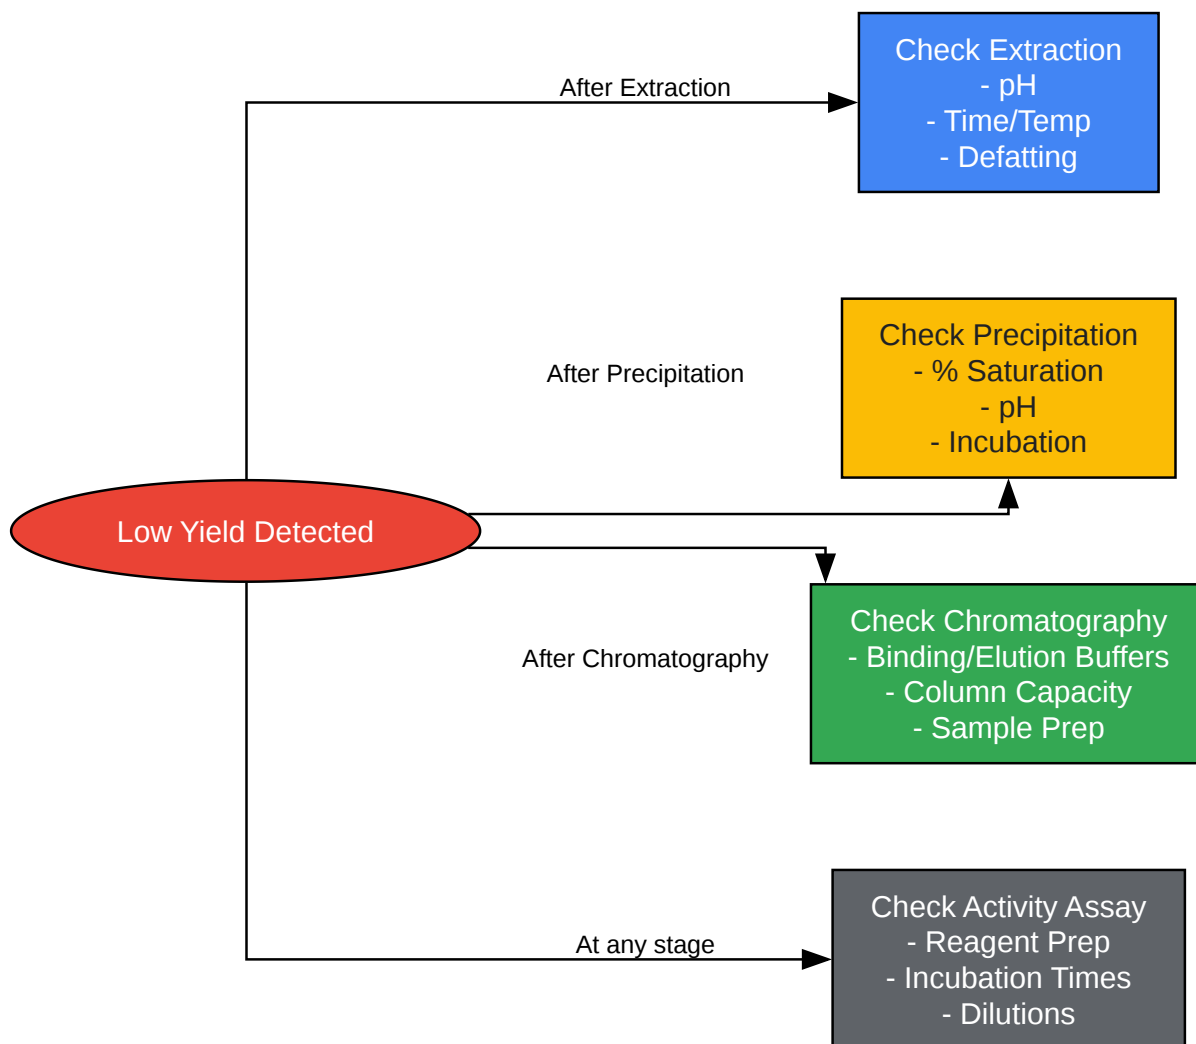 After Extraction
Check Extraction
- pH
- Time/Temp
- Defatting
After Precipitation
Check Precipitation
- % Saturation
- pH
- Incubation
Low Yield Detected
After Chromatography
Check Chromatography
- Binding/Elution Buffers
- Column Capacity
- Sample Prep
At any stage
Check Activity Assay
- Reagent Prep
- Incubation Times
- Dilutions